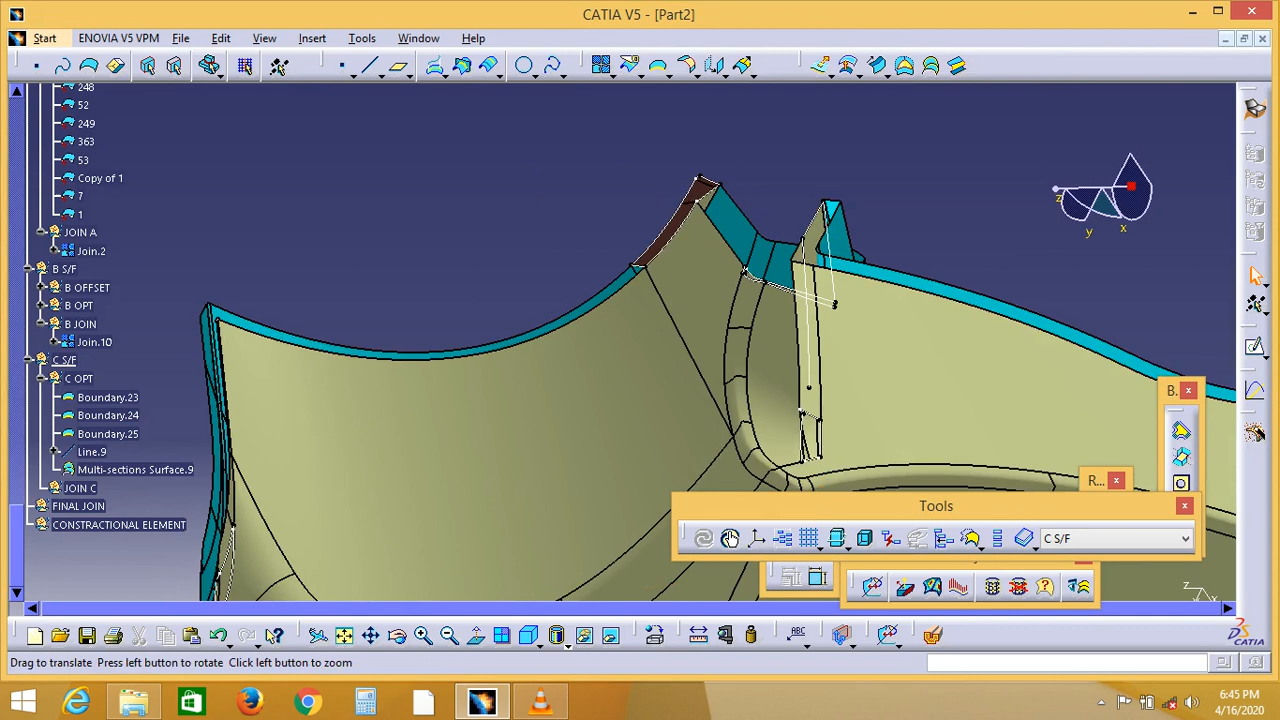 CATIA V5 - [Part2]
Start ENOVIA V5 VPM File Edit View Insert Tools Window Help
248
52
249
363
53
Copy of 1
7
1
JOIN A
Join.2
B S/F
B OFFSET
B OPT
B JOIN
Join.10
C S/F
C OPT
Boundary.23
Boundary.24
Boundary.25
Line.9
Multi-sections Surface.9
JOIN C
FINAL JOIN
CONSTRACTIONAL ELEMENT
z
y
x
B.
R...
Tools
C S/F
Z
ABC
CATIA
Drag to translate Press left button to rotate Click left button to zoom
6:45 PM
4/16/2020